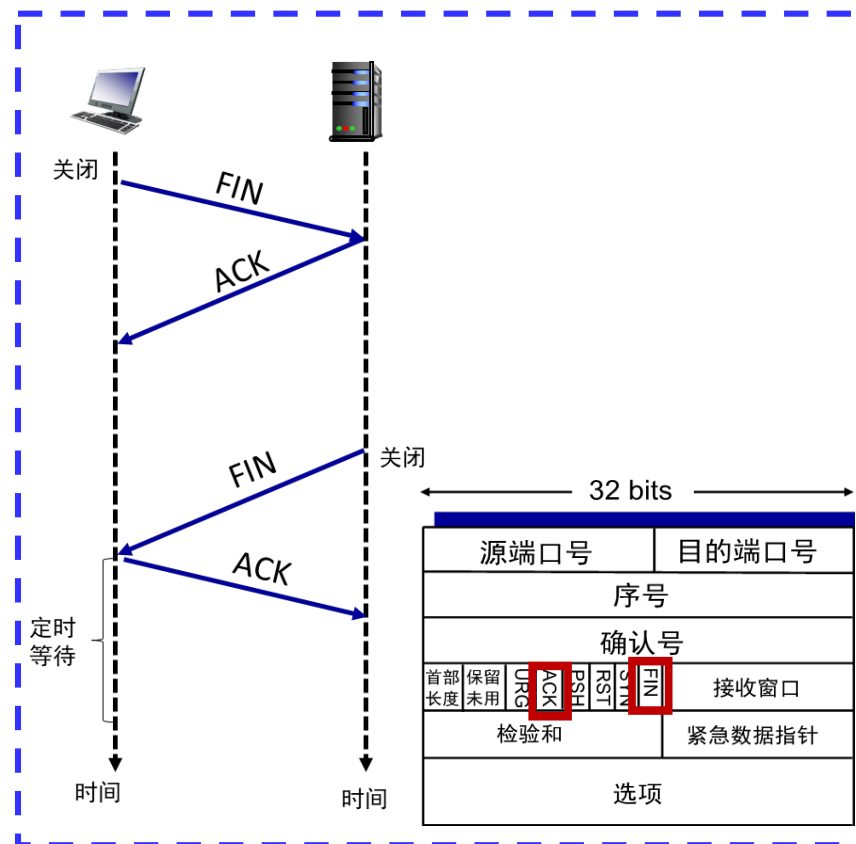 关闭
FIN
ACK
FIN
关闭
ACK
定时
等待
时间
时间
32 bits
源端口号 目的端口号
序号
确认号
首部
长度
保留
未用
URG ACK PSH RST SYN FIN
接收窗口
检验和 紧急数据指针
选项